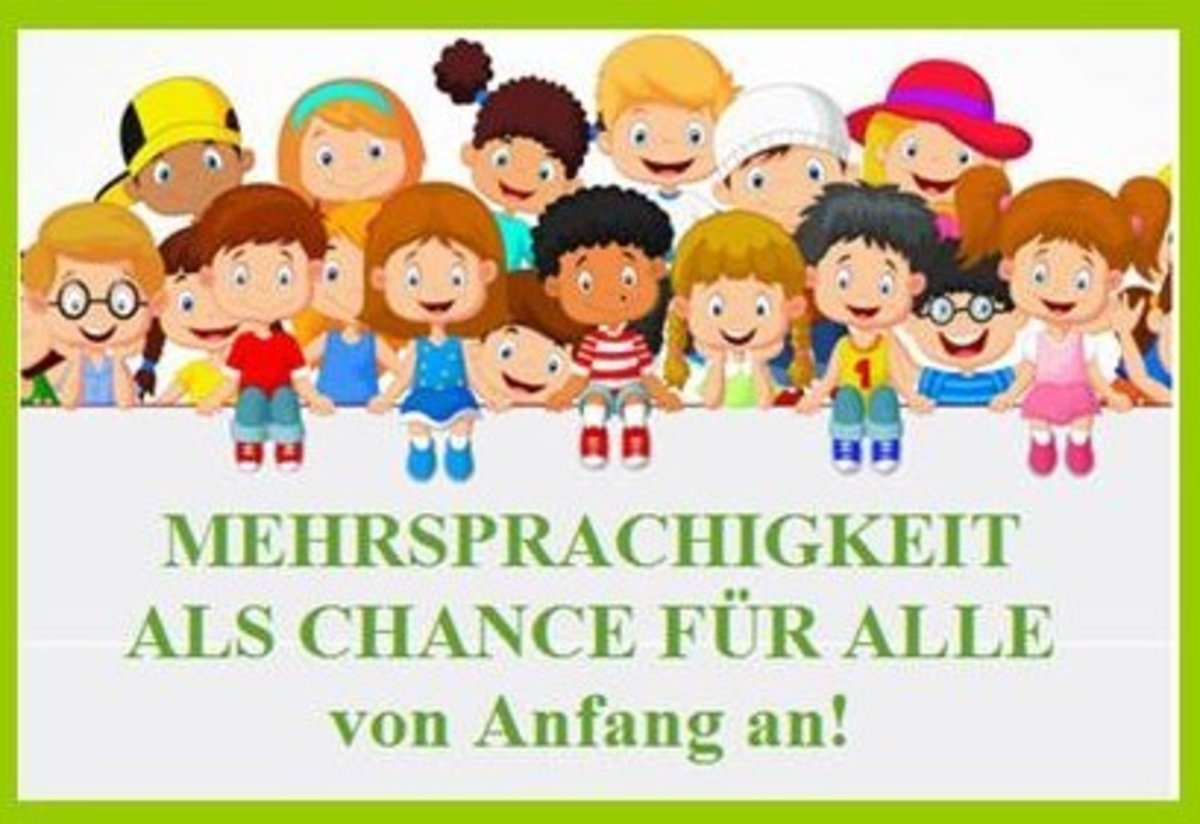 MEHRSPRACHIGKEIT
ALS CHANCE FÜR ALLE
von Anfang an!